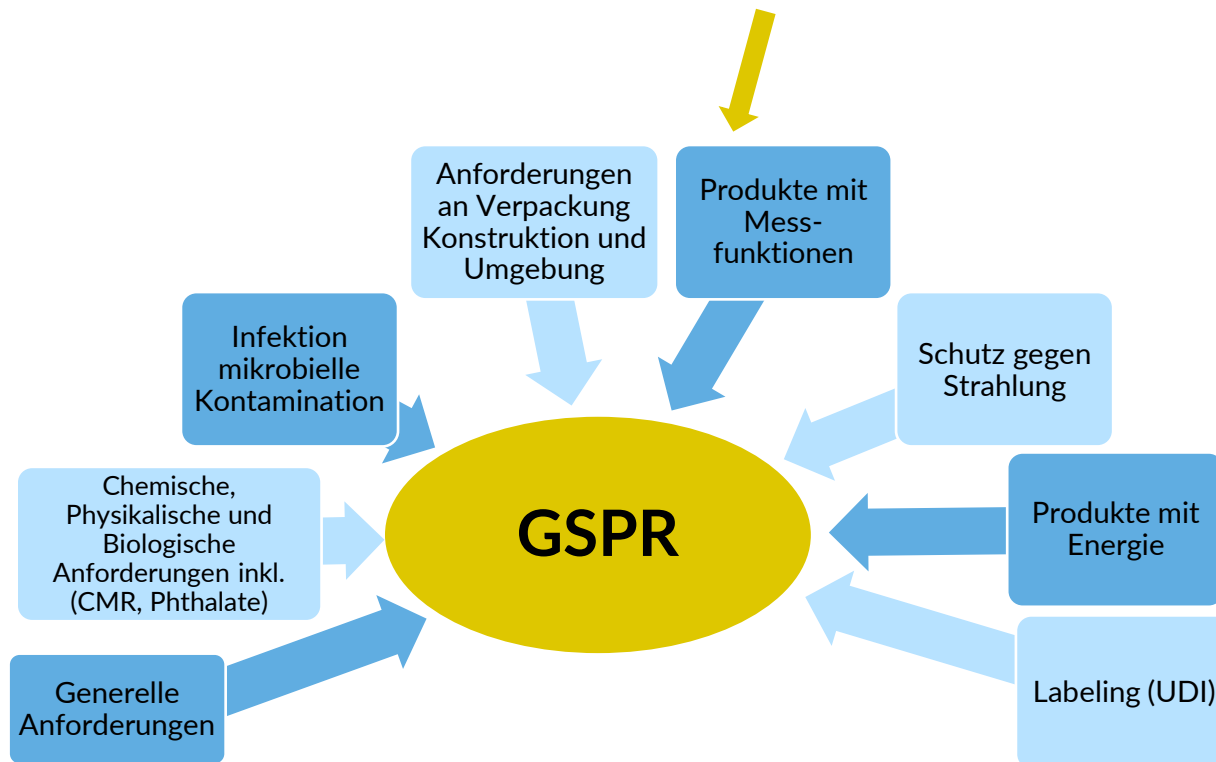 Anforderungen
an Verpackung
Konstruktion und
Umgebung
Produkte mit
Mess-
funktionen
Infektion
mikrobielle
Kontamination
Schutz gegen
Strahlung
Chemische,
Physikalische und
Biologische
Anforderungen inkl.
(CMR, Phthalate)
GSPR
Produkte mit
Energie
Generelle
Anforderungen
Labeling (UDI)